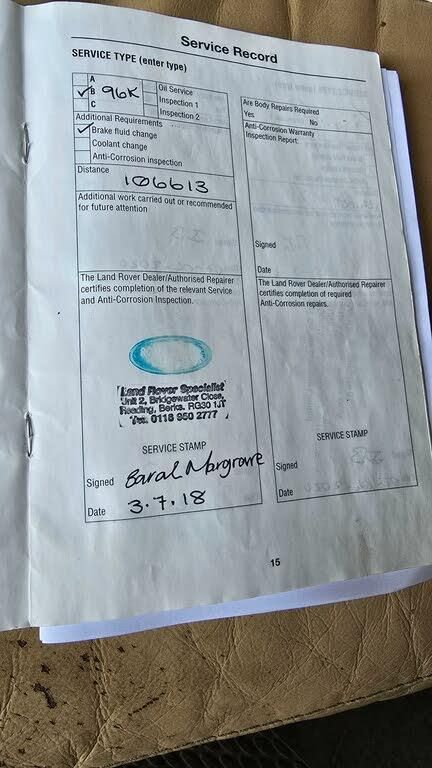 Service Record
SERVICE TYPE (enter type)
A
B 96K
C
Oil Service
Inspection 1
Inspection 2
Additional Requirements
Brake fluid change
Coolant change
Anti-Corrosion inspection
Distance
106613
Additional work carried out or recommended
for future attention
The Land Rover Dealer/Authorised Repairer
certifies completion of the relevant Service
and Anti-Corrosion Inspection.
Land Rover Specialist
Unit 2, Bridgewater Close,
Reading, Berks. RG30 1JT
Tel: 0118 950 2777
SERVICE STAMP
Signed
Date 3.7.18
Are Body Repairs Required
Yes No
Anti-Corrosion Warranty
Inspection Report:
Signed
Date
The Land Rover Dealer/Authorised Repairer
certifies completion of required
Anti-Corrosion repairs.
SERVICE STAMP
Signed
Date
15